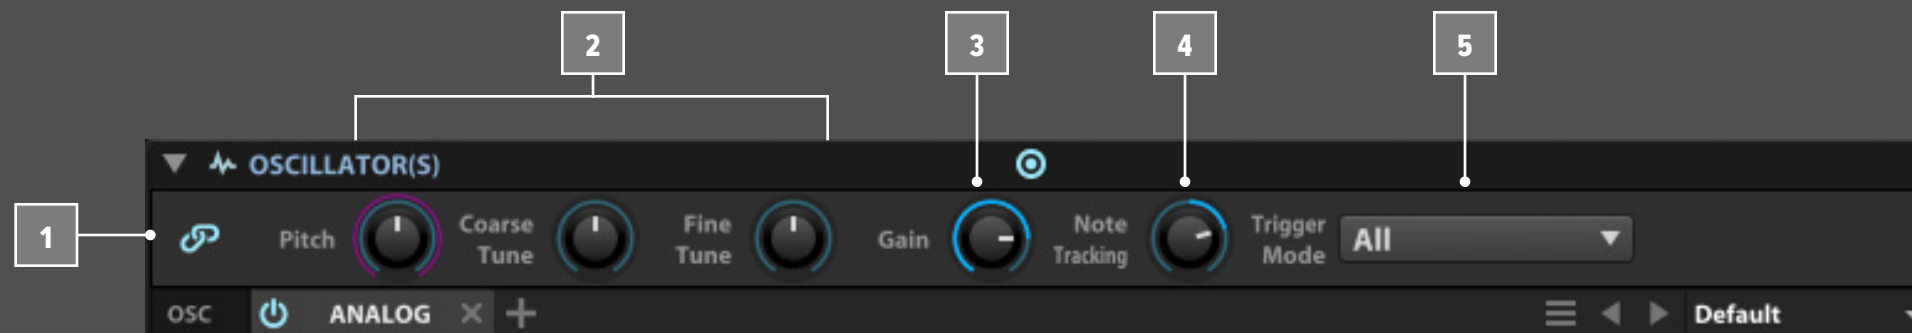 2
3
4
5
OSCILLATOR(S)
1
Pitch
Coarse
Tune
Fine
Tune
Gain
Note
Tracking
Trigger
Mode
All
OSC
ANALOG
Default